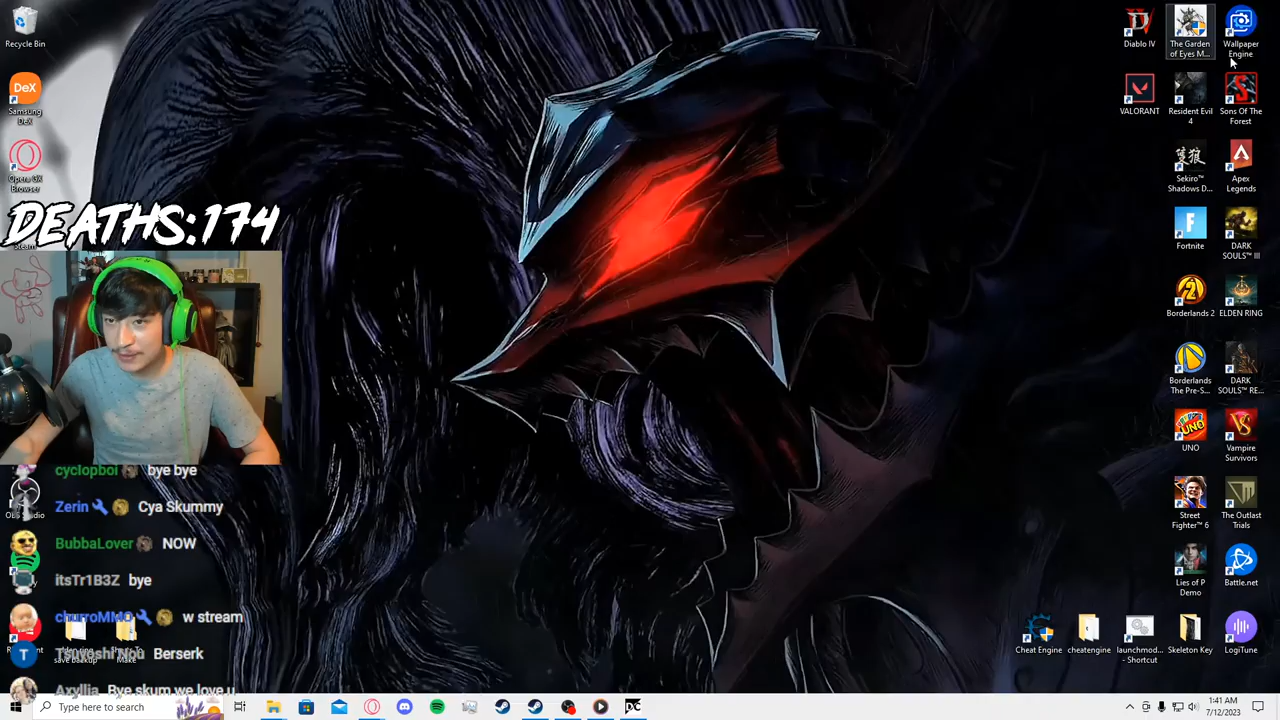 Recycle Bin
Samsung
DeX
Opera GX
Browser
DEATHS:174
cyclopboi bye bye
Zerin Cya Skummy
BubbaLover NOW
itsTr1B3Z bye
churroMMO w stream
Berserk
Axyllia Bye skum we love u
Diablo IV
The Garden
of Eyes M...
Wallpaper
Engine
VALORANT
Resident Evil
4
Sons Of The
Forest
Sekiro™
Shadows D...
Apex
Legends
Fortnite
DARK
SOULS™ III
Borderlands 2
ELDEN RING
Borderlands
The Pre-S...
DARK
SOULS™ RE...
UNO
Vampire
Survivors
Street
Fighter™ 6
The Outlast
Trials
Lies of P
Demo
Battle.net
Cheat Engine
cheatengine
launchmod...
- Shortcut
Skeleton Key
LogiTune
Type here to search
1:41 AM
7/12/2023